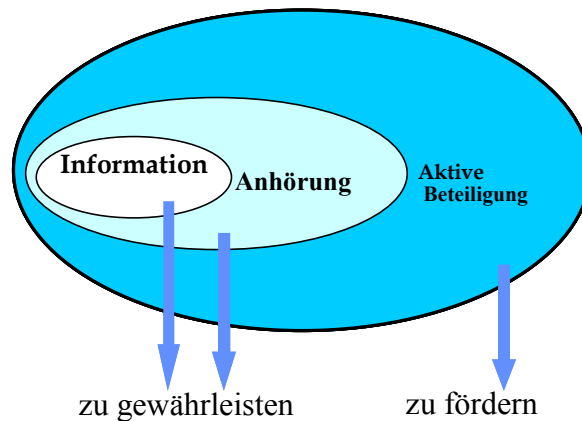 Information
Anhörung
Aktive
Beteiligung
zu gewährleisten
zu fördern